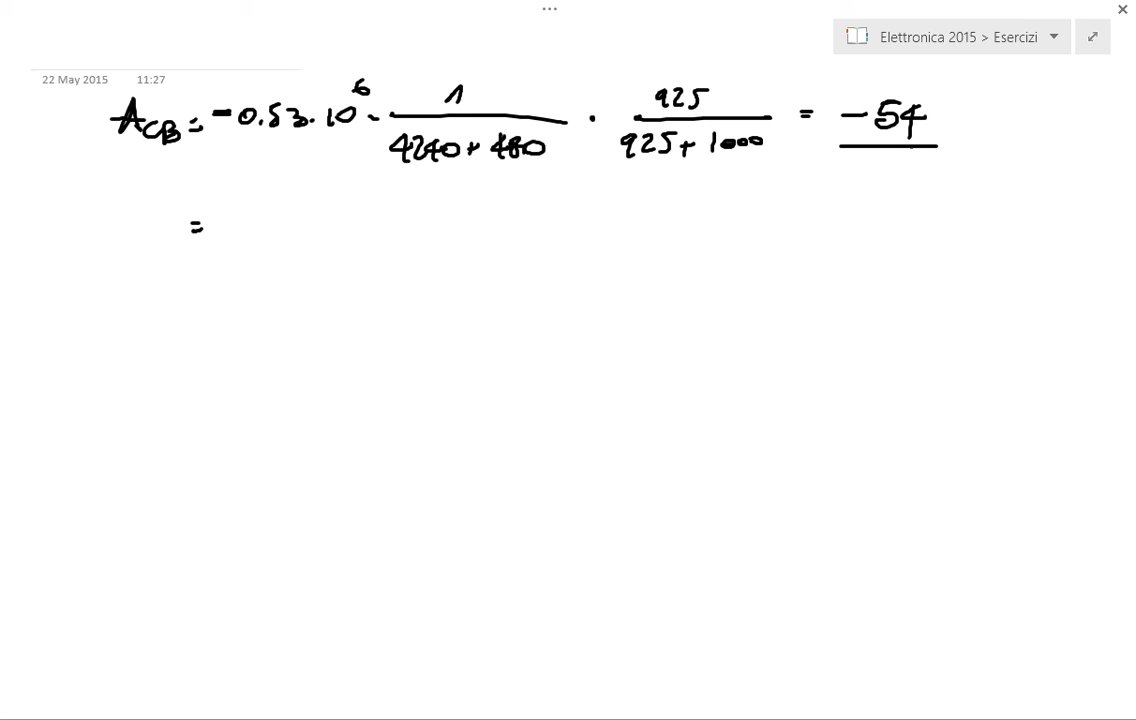 Elettronica 2015 > Esercizi
22 May 2015 11:27
A_CB = -0.53 · 10^6 · 1/(4240 + 480) · 925/(925 + 1000) = -54
=